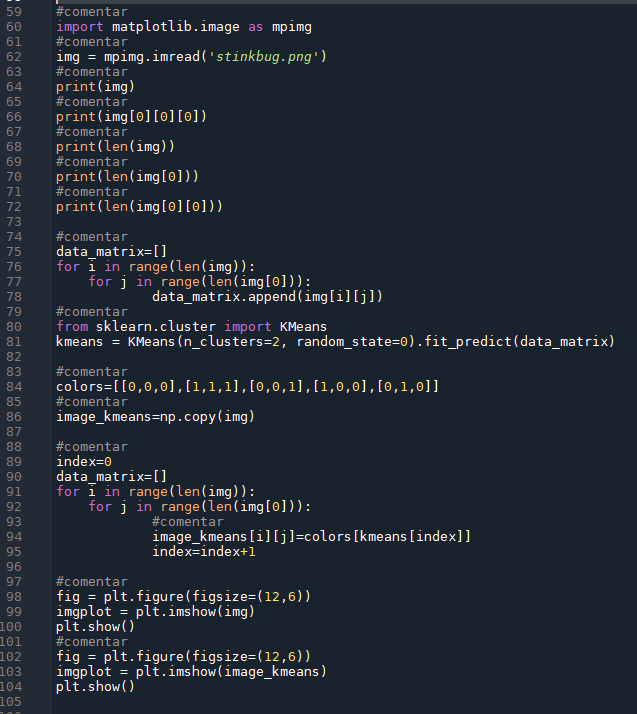 59 #comentar
60 import matplotlib.image as mpimg
61 #comentar
62 img = mpimg.imread('stinkbug.png')
63 #comentar
64 print(img)
65 #comentar
66 print(img[0][0][0])
67 #comentar
68 print(len(img))
69 #comentar
70 print(len(img[0]))
71 #comentar
72 print(len(img[0][0]))
73
74 #comentar
75 data_matrix=[]
76 for i in range(len(img)):
77     for j in range(len(img[0])):
78             data_matrix.append(img[i][j])
79 #comentar
80 from sklearn.cluster import KMeans
81 kmeans = KMeans(n_clusters=2, random_state=0).fit_predict(data_matrix)
82
83 #comentar
84 colors=[[0,0,0],[1,1,1],[0,0,1],[1,0,0],[0,1,0]]
85 #comentar
86 image_kmeans=np.copy(img)
87
88 #comentar
89 index=0
90 data_matrix=[]
91 for i in range(len(img)):
92     for j in range(len(img[0])):
93             #comentar
94             image_kmeans[i][j]=colors[kmeans[index]]
95             index=index+1
96
97 #comentar
98 fig = plt.figure(figsize=(12,6))
99 imgplot = plt.imshow(img)
100 plt.show()
101 #comentar
102 fig = plt.figure(figsize=(12,6))
103 imgplot = plt.imshow(image_kmeans)
104 plt.show()
105